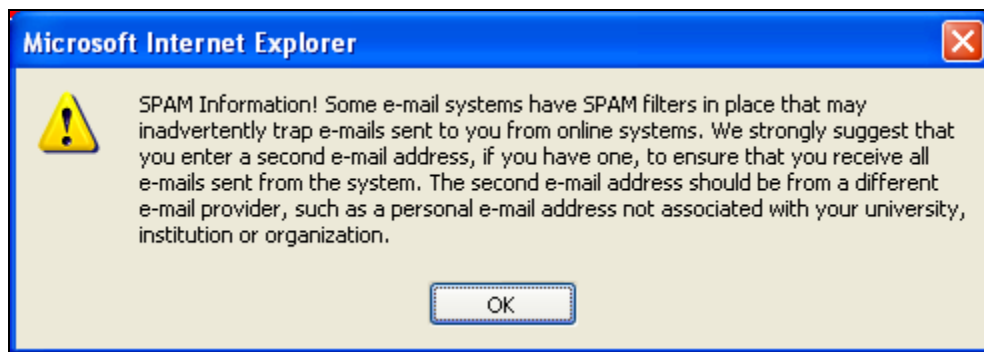 Microsoft Internet Explorer
SPAM Information! Some e-mail systems have SPAM filters in place that may
inadvertently trap e-mails sent to you from online systems. We strongly suggest that
you enter a second e-mail address, if you have one, to ensure that you receive all
e-mails sent from the system. The second e-mail address should be from a different
e-mail provider, such as a personal e-mail address not associated with your university,
institution or organization.
OK